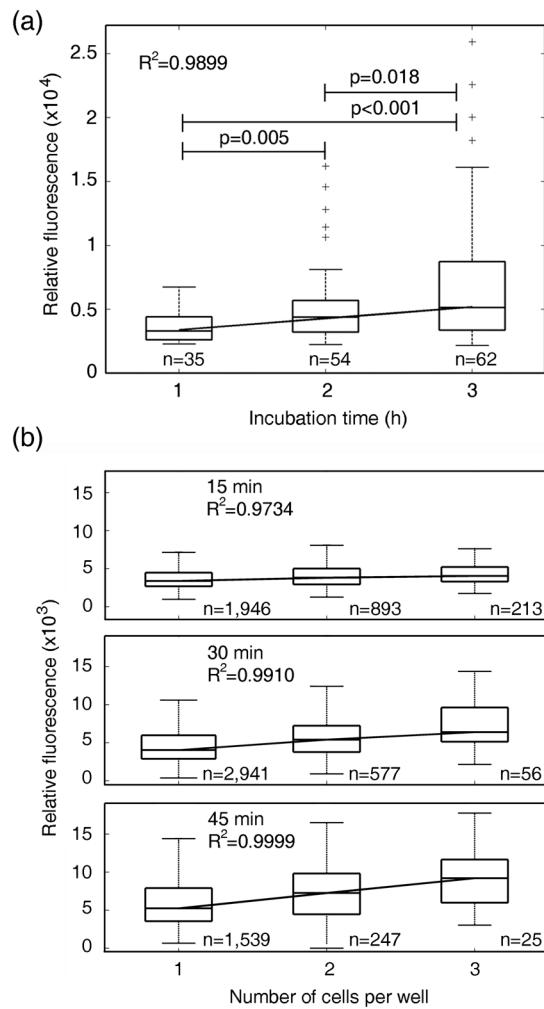 (a)
Relative fluorescence (x10⁴)
2.5
2
1.5
1
0.5
0
R²=0.9899
p=0.018
p<0.001
p=0.005
n=35
n=54
n=62
1
2
3
Incubation time (h)
(b)
Relative fluorescence (x10³)
15
10
5
0
15 min
R²=0.9734
n=1,946
n=893
n=213
15
10
5
0
30 min
R²=0.9910
n=2,941
n=577
n=56
15
10
5
0
45 min
R²=0.9999
n=1,539
n=247
n=25
1
2
3
Number of cells per well